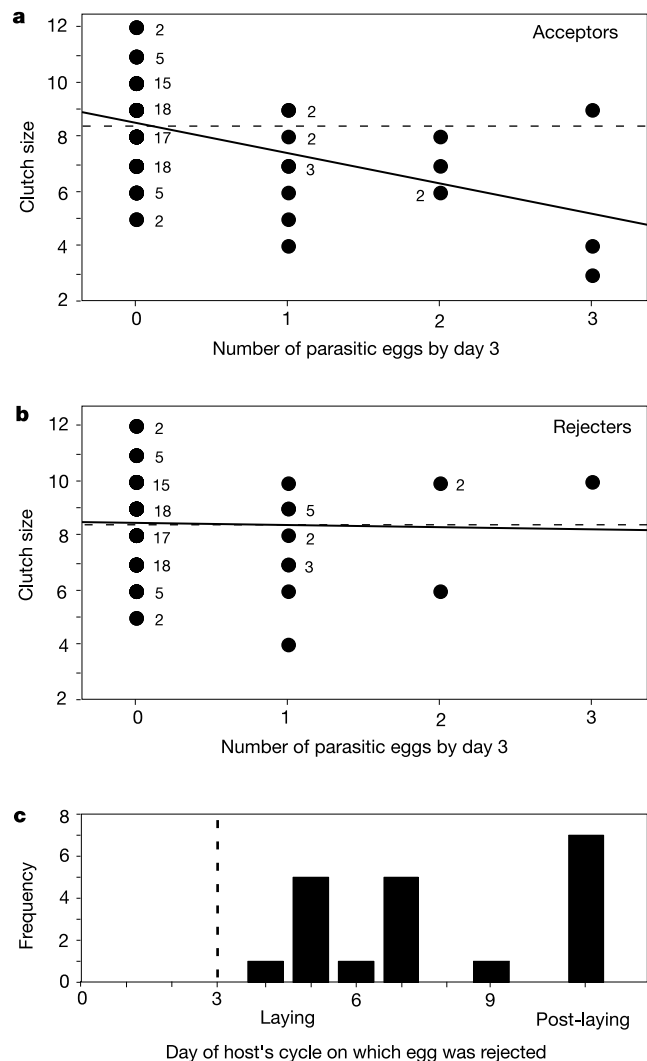 a
Acceptors
12
10
8
6
4
2
2
5
15
18
17
18
5
2
2
2
3
2
0 1 2 3
Clutch size
Number of parasitic eggs by day 3
b
Rejecters
12
10
8
6
4
2
2
5
15
18
17
18
5
2
5
2
3
2
0 1 2 3
Clutch size
Number of parasitic eggs by day 3
c
8
6
4
2
0
Frequency
0 3 6 9
Laying Post-laying
Day of host's cycle on which egg was rejected